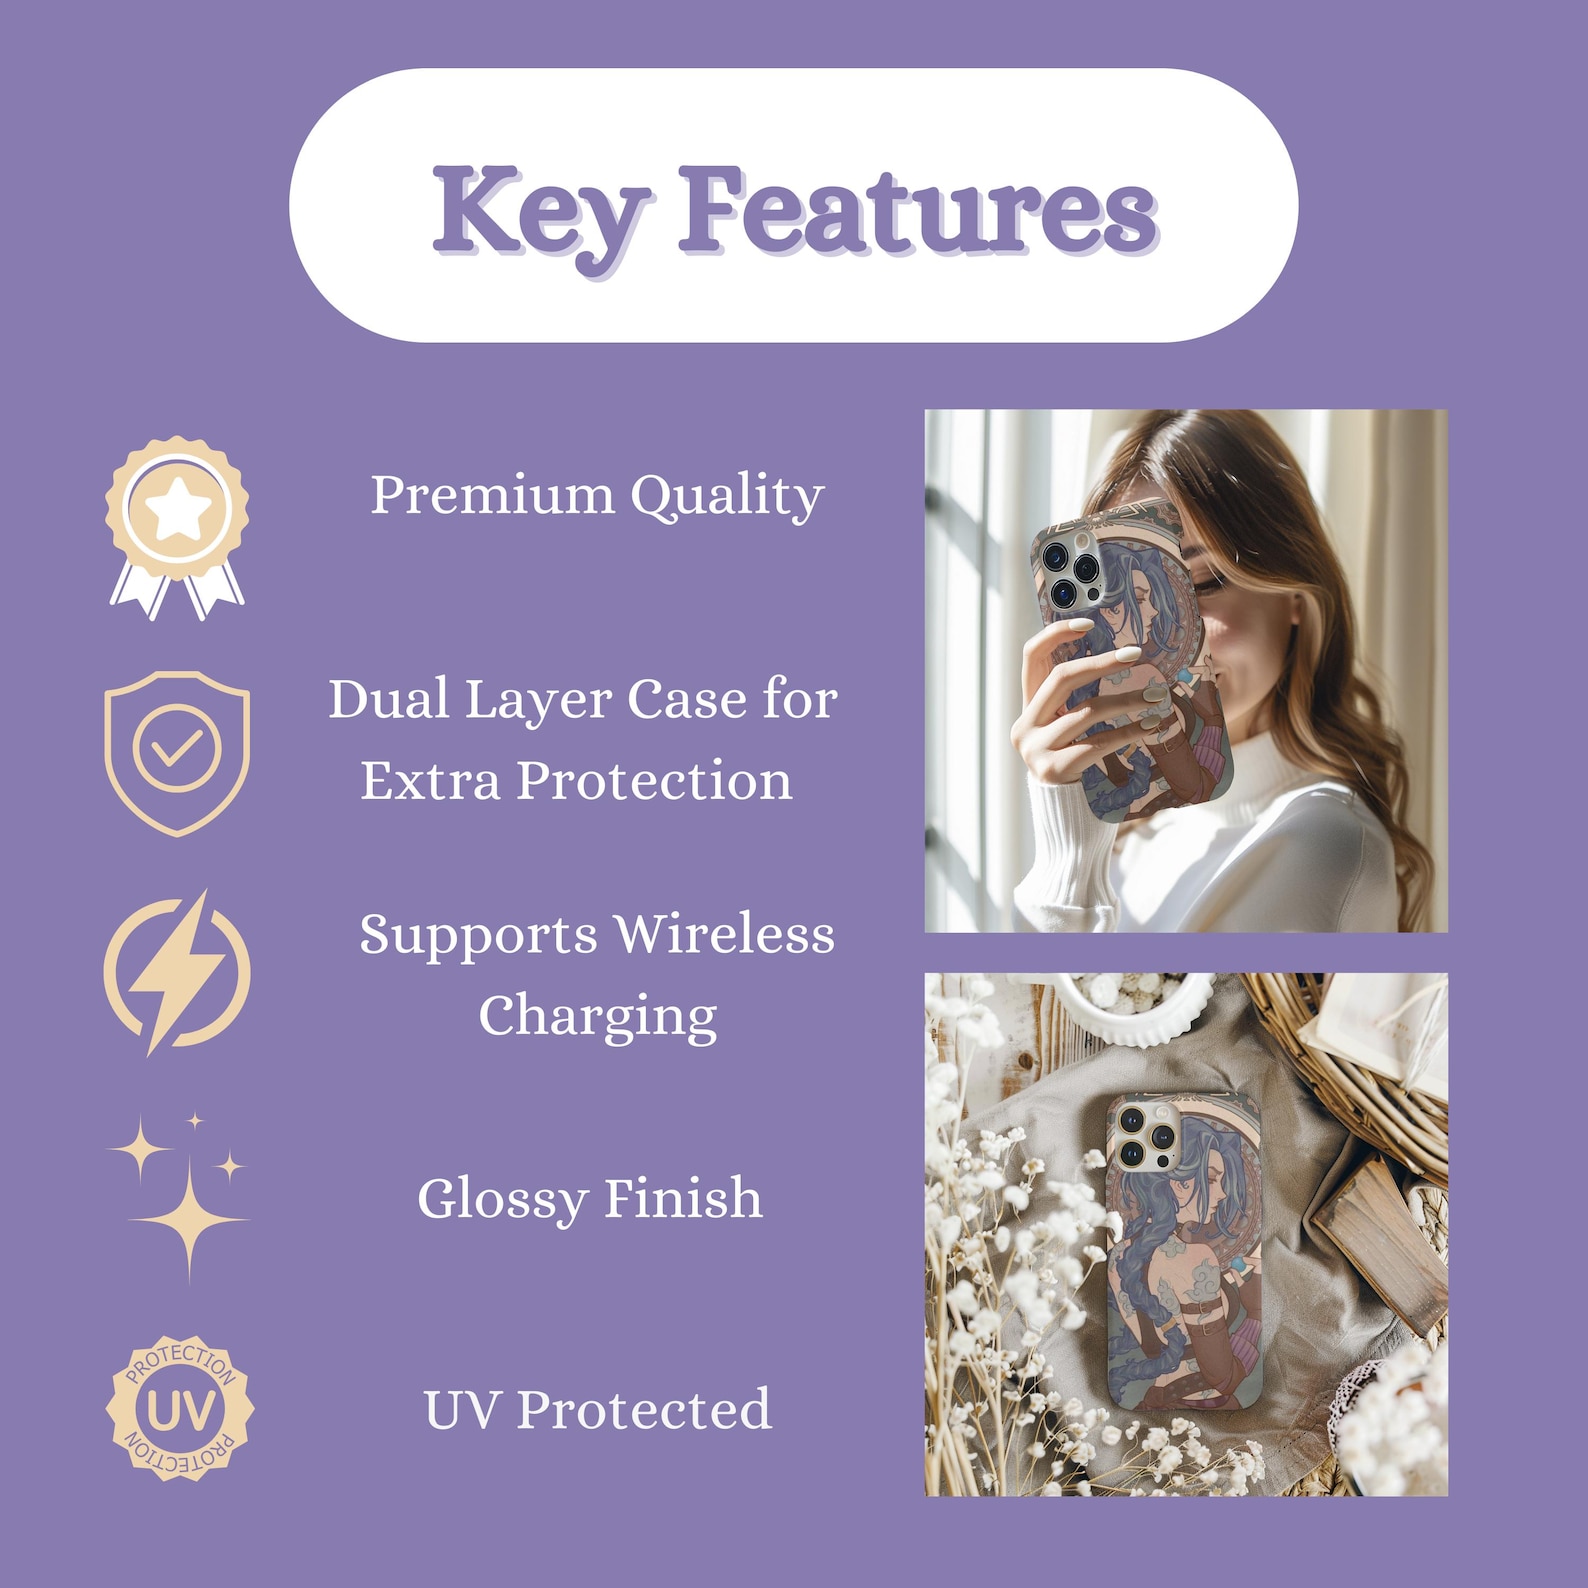 Key Features
Premium Quality
Dual Layer Case for
Extra Protection
Supports Wireless
Charging
Glossy Finish
PROTECTION
UV
PROTECTION
UV Protected